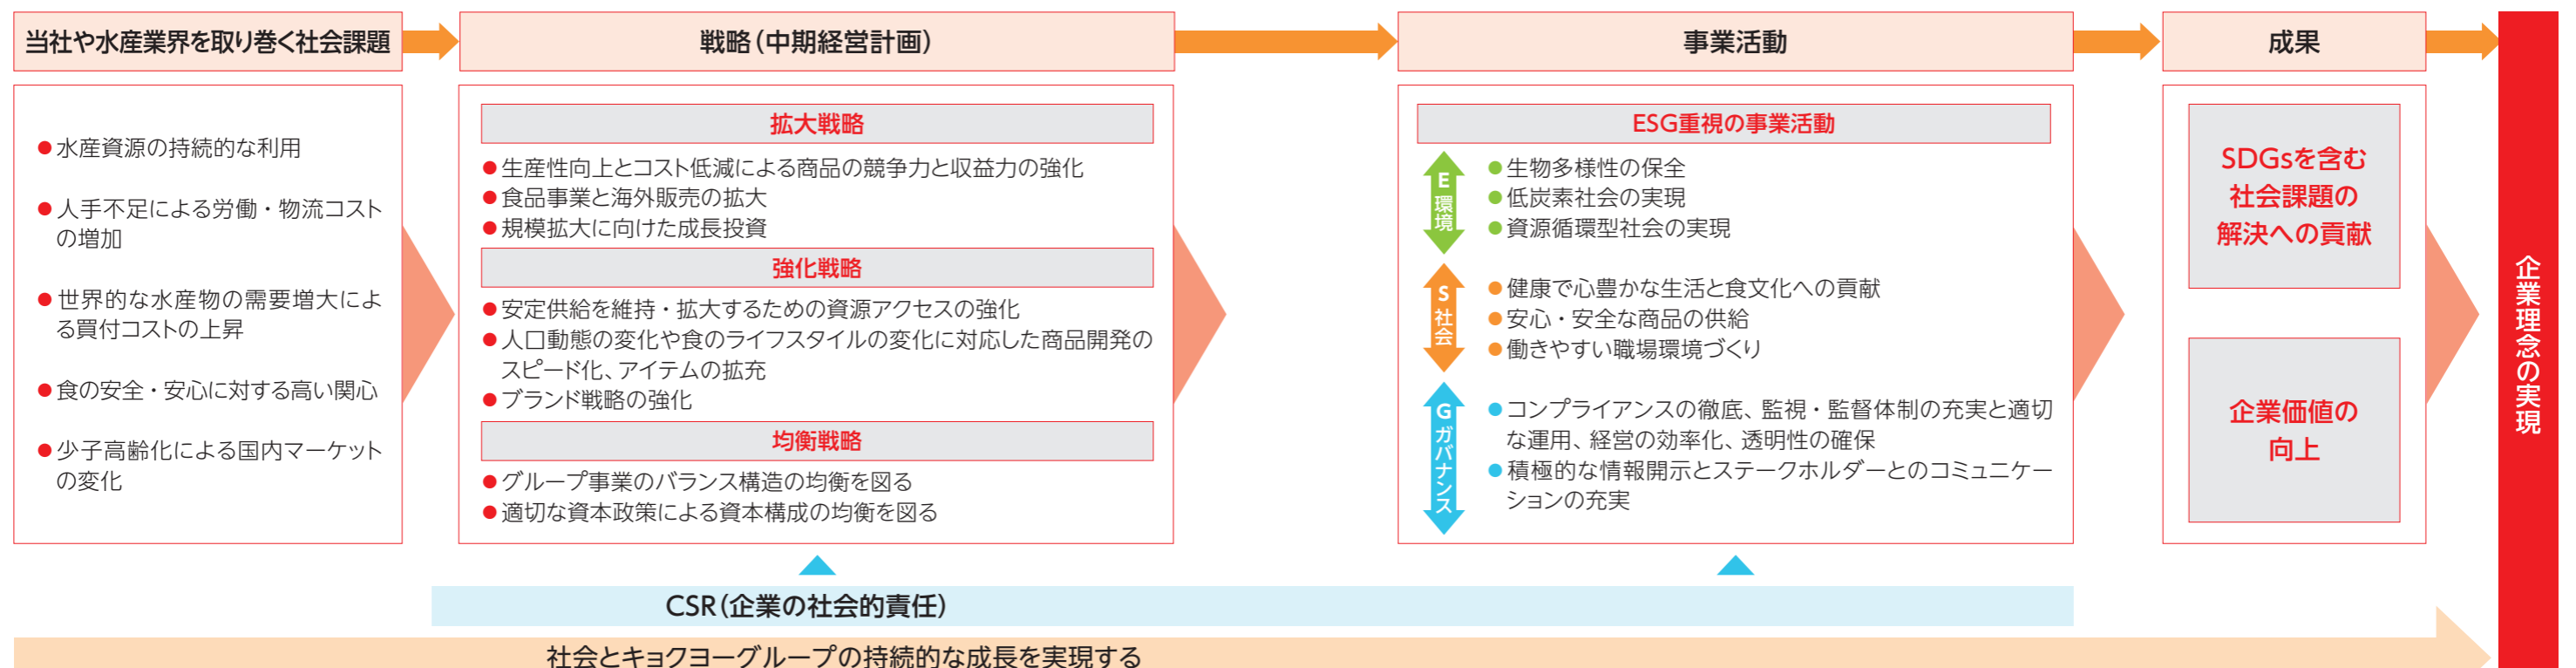 当社や水産業界を取り巻く社会課題
戦略（中期経営計画）
事業活動
成果
●水産資源の持続的な利用
●人手不足による労働・物流コスト
の増加
●世界的な水産物の需要増大によ
る買付コストの上昇
●食の安全・安心に対する高い関心
●少子高齢化による国内マーケット
の変化
拡大戦略
●生産性向上とコスト低減による商品の競争力と収益力の強化
●食品事業と海外販売の拡大
●規模拡大に向けた成長投資
強化戦略
●安定供給を維持・拡大するための資源アクセスの強化
●人口動態の変化や食のライフスタイルの変化に対応した商品開発の
スピード化、アイテムの拡充
●ブランド戦略の強化
均衡戦略
●グループ事業のバランス構造の均衡を図る
●適切な資本政策による資本構成の均衡を図る
ESG重視の事業活動
E 環境
●生物多様性の保全
●低炭素社会の実現
●資源循環型社会の実現
S 社会
●健康で心豊かな生活と食文化への貢献
●安心・安全な商品の供給
●働きやすい職場環境づくり
G ガバナンス
●コンプライアンスの徹底、監視・監督体制の充実と適切
な運用、経営の効率化、透明性の確保
●積極的な情報開示とステークホルダーとのコミュニケー
ションの充実
SDGsを含む
社会課題の
解決への貢献
企業価値の
向上
企業理念の実現
CSR（企業の社会的責任）
社会とキョクヨーグループの持続的な成長を実現する